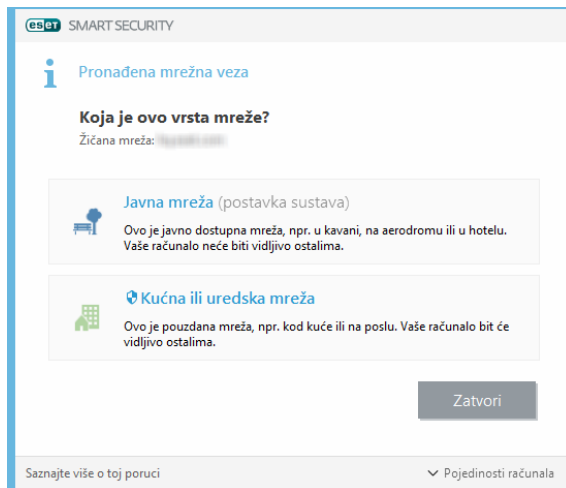 eset SMART SECURITY
Pronađena mrežna veza
Koja je ovo vrsta mreže?
Žičana mreža:
Javna mreža (postavka sustava)
Ovo je javno dostupna mreža, npr. u kavani, na aerodromu ili u hotelu.
Vaše računalo neće biti vidljivo ostalima.
Kućna ili uredska mreža
Ovo je pouzdana mreža, npr. kod kuće ili na poslu. Vaše računalo bit će
vidljivo ostalima.
Zatvori
Saznajte više o toj poruci
Pojedinosti računala